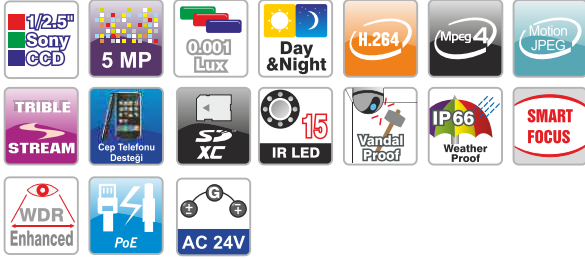 1/2.5"
Sony
CCD
5 MP
0.001
Lux
Day
&Night
H.264
Mpeg4
Motion
JPEG
TRIBLE
STREAM
Cep Telefonu
Desteği
SD
XC
15
IR LED
Vandal
Proof
IP66
Weather
Proof
SMART
FOCUS
WDR
Enhanced
PoE
G
AC 24V